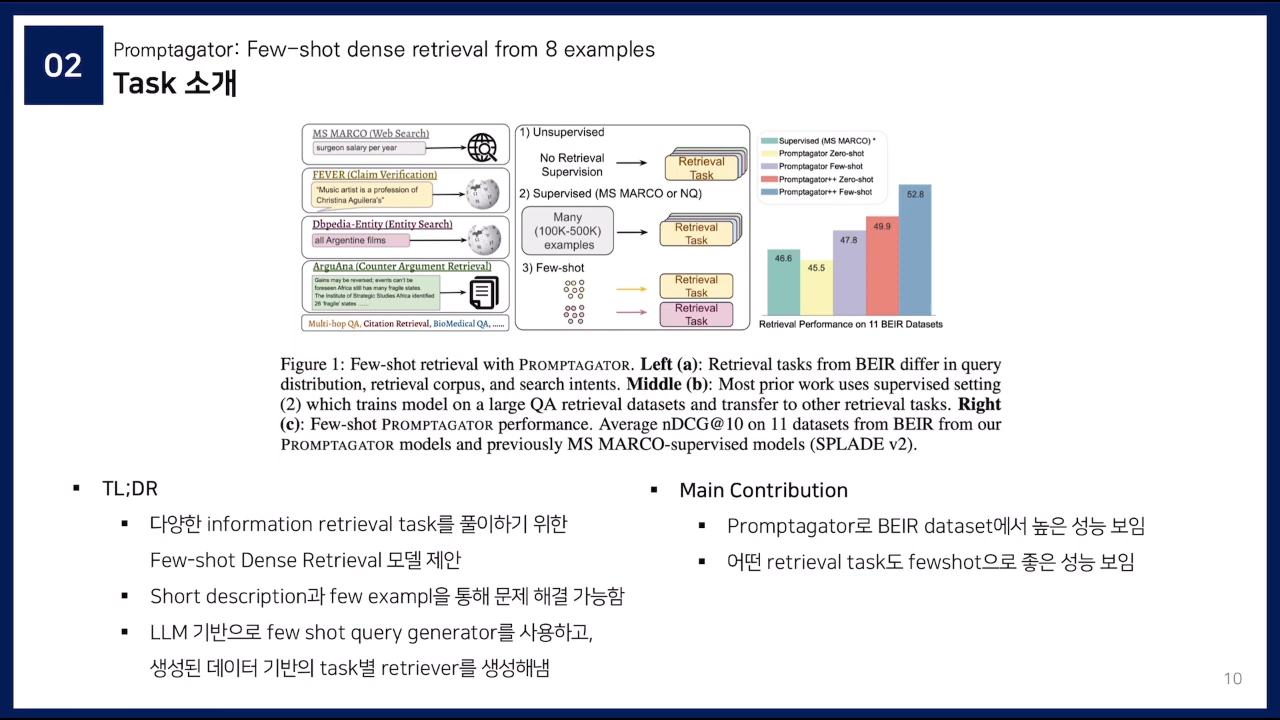 02
Promptagator: Few-shot dense retrieval from 8 examples
Task 소개
MS MARCO (Web Search)
surgeon salary per year
FEVER (Claim Verification)
"Music artist is a profession of
Christina Aguilera's"
Dbpedia-Entity (Entity Search)
all Argentine films
ArguAna (Counter Argument Retrieval)
Gains may be reversed; events can't be
foreseen Africa still has many fragile states.
The Institute of Strategic Studies Africa identified
26 'fragile' states ......
Multi-hop QA, Citation Retrieval, BioMedical QA, ......
1) Unsupervised
No Retrieval
Supervision
Retrieval
Task
2) Supervised (MS MARCO or NQ)
Many
(100K-500K)
examples
Retrieval
Task
3) Few-shot
Retrieval
Task
Retrieval
Task
Supervised (MS MARCO) *
Promptagator Zero-shot
Promptagator Few-shot
Promptagator++ Zero-shot
Promptagator++ Few-shot
46.6
45.5
47.8
49.9
52.8
Retrieval Performance on 11 BEIR Datasets
Figure 1: Few-shot retrieval with PROMPTAGATOR. Left (a): Retrieval tasks from BEIR differ in query
distribution, retrieval corpus, and search intents. Middle (b): Most prior work uses supervised setting
(2) which trains model on a large QA retrieval datasets and transfer to other retrieval tasks. Right
(c): Few-shot PROMPTAGATOR performance. Average nDCG@10 on 11 datasets from BEIR from our
PROMPTAGATOR models and previously MS MARCO-supervised models (SPLADE v2).
▪ TL;DR
▪ 다양한 information retrieval task를 풀이하기 위한
Few-shot Dense Retrieval 모델 제안
▪ Short description과 few exampl을 통해 문제 해결 가능함
▪ LLM 기반으로 few shot query generator를 사용하고,
생성된 데이터 기반의 task별 retriever를 생성해냄
▪ Main Contribution
▪ Promptagator로 BEIR dataset에서 높은 성능 보임
▪ 어떤 retrieval task도 fewshot으로 좋은 성능 보임
10